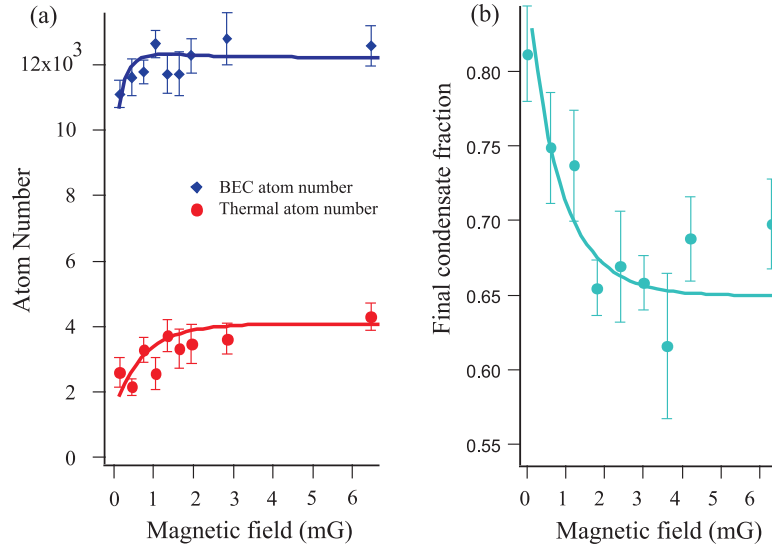 (a)
12x10³
10
8
6
4
2
0
Atom Number
BEC atom number
Thermal atom number
0 1 2 3 4 5 6
Magnetic field (mG)
(b)
0.80
0.75
0.70
0.65
0.60
0.55
Final condensate fraction
0 1 2 3 4 5 6
Magnetic field (mG)